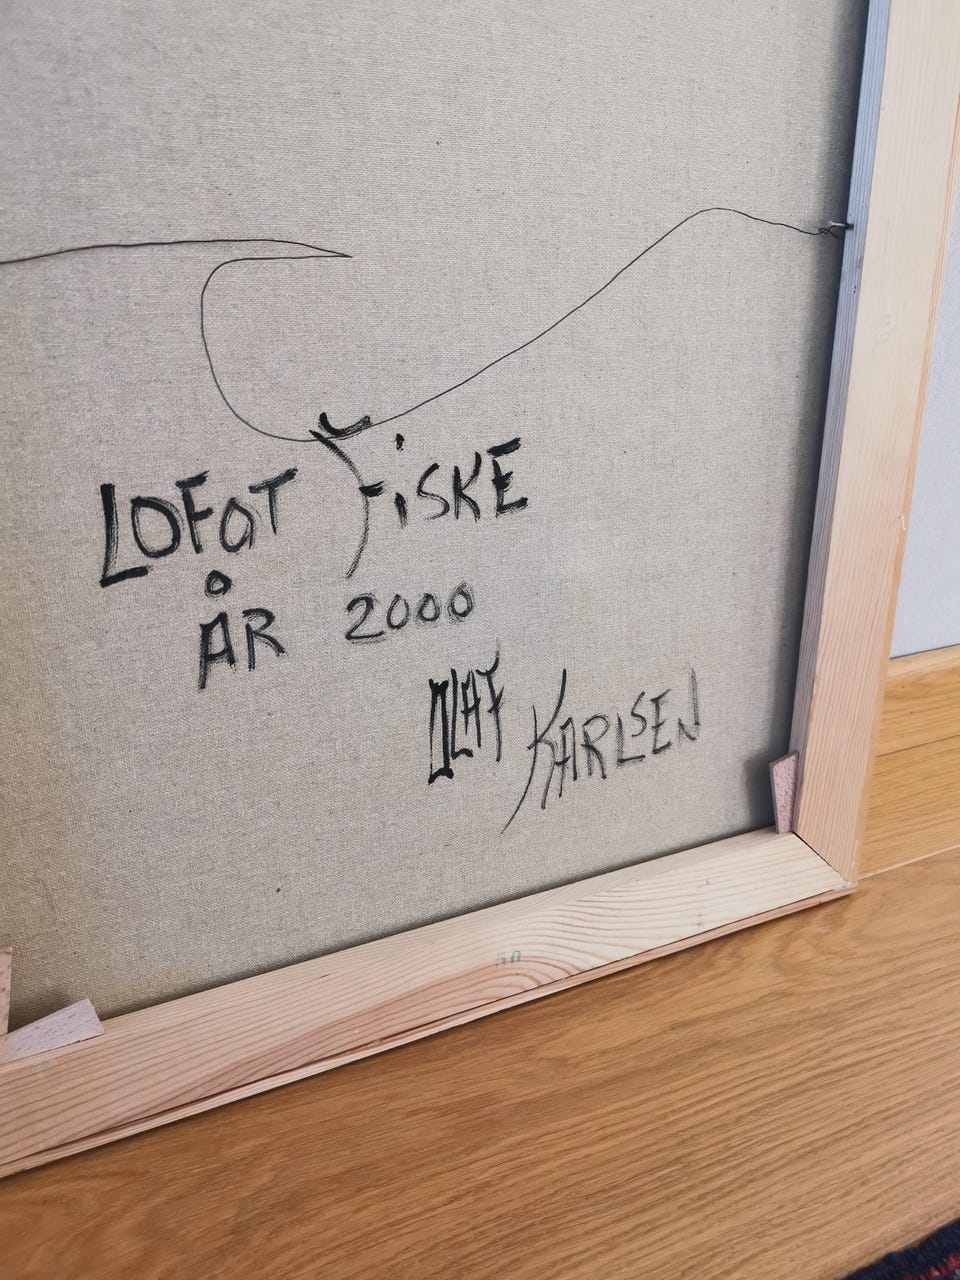 LOFOT FiSKE
ÅR 2000
OLAF KARLSEN